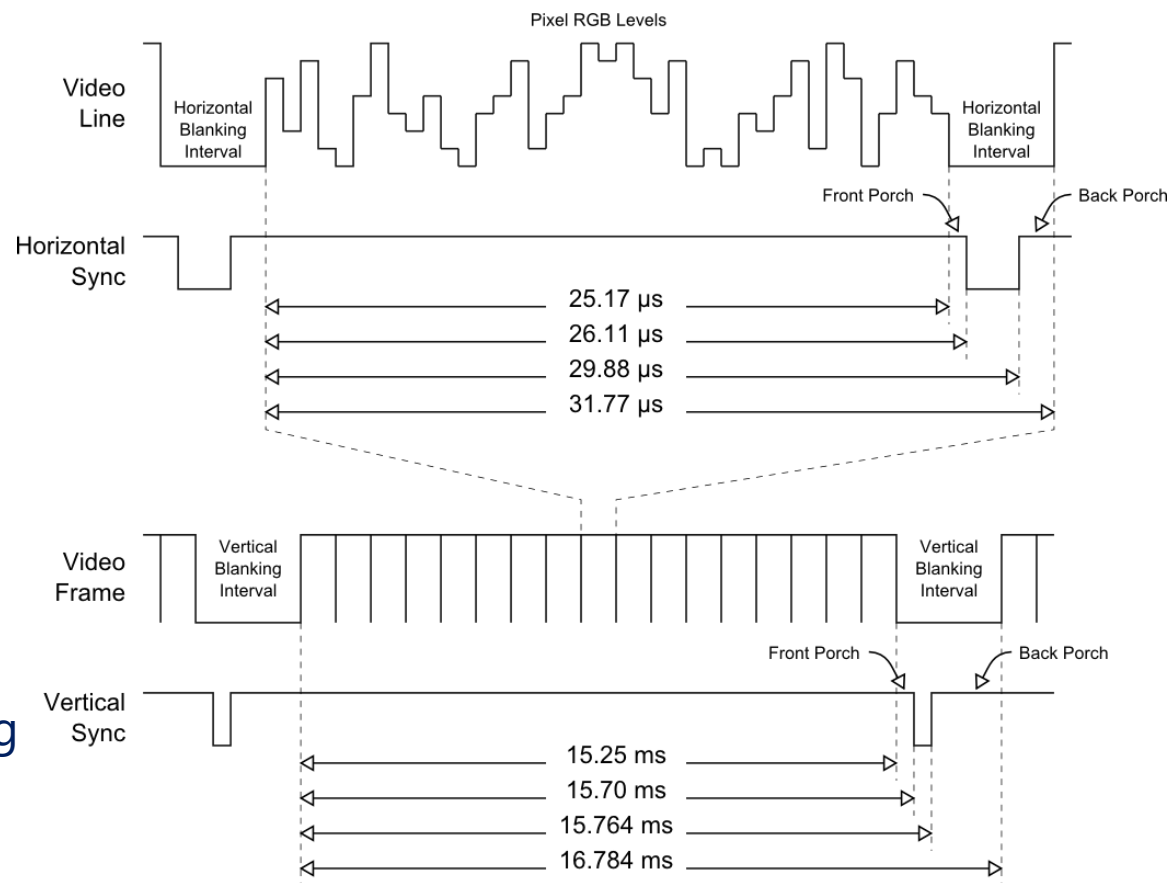 Pixel RGB Levels
Video
Line
Horizontal
Blanking
Interval
Horizontal
Blanking
Interval
Front Porch
Back Porch
Horizontal
Sync
25.17 µs
26.11 µs
29.88 µs
31.77 µs
Video
Frame
Vertical
Blanking
Interval
Vertical
Blanking
Interval
Front Porch
Back Porch
Vertical
Sync
g
15.25 ms
15.70 ms
15.764 ms
16.784 ms